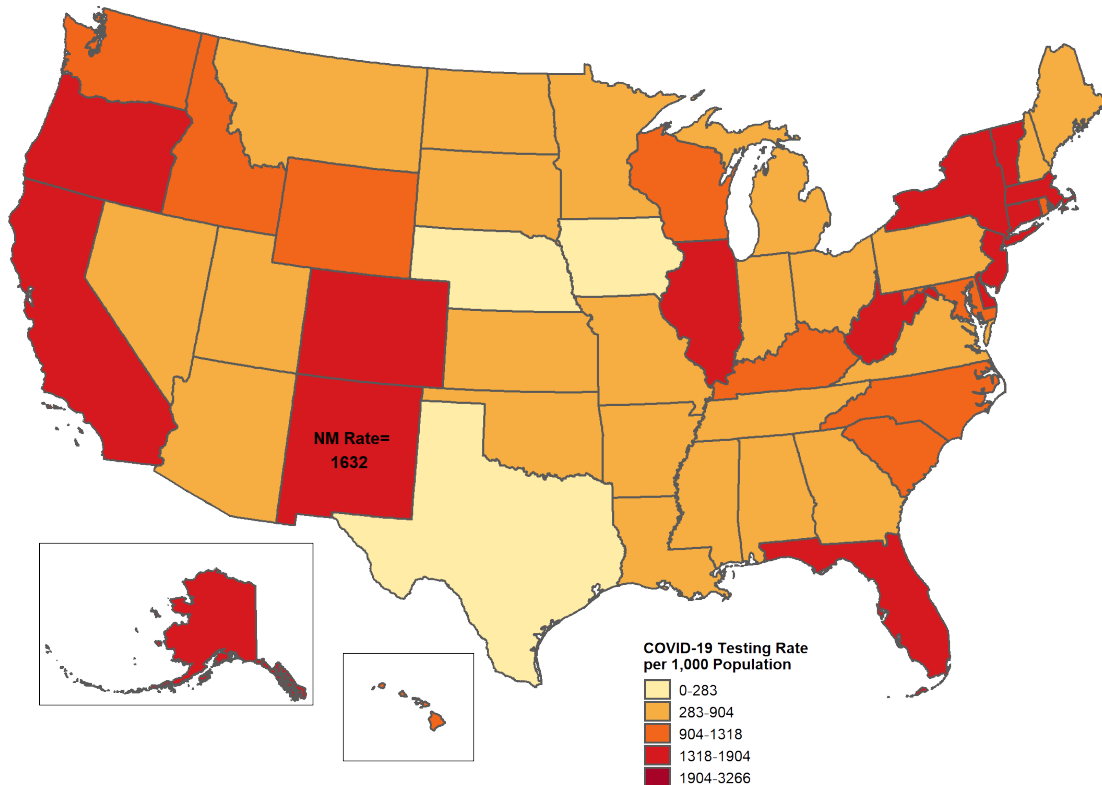 NM Rate=
1632
COVID-19 Testing Rate
per 1,000 Population
0-283
283-904
904-1318
1318-1904
1904-3266